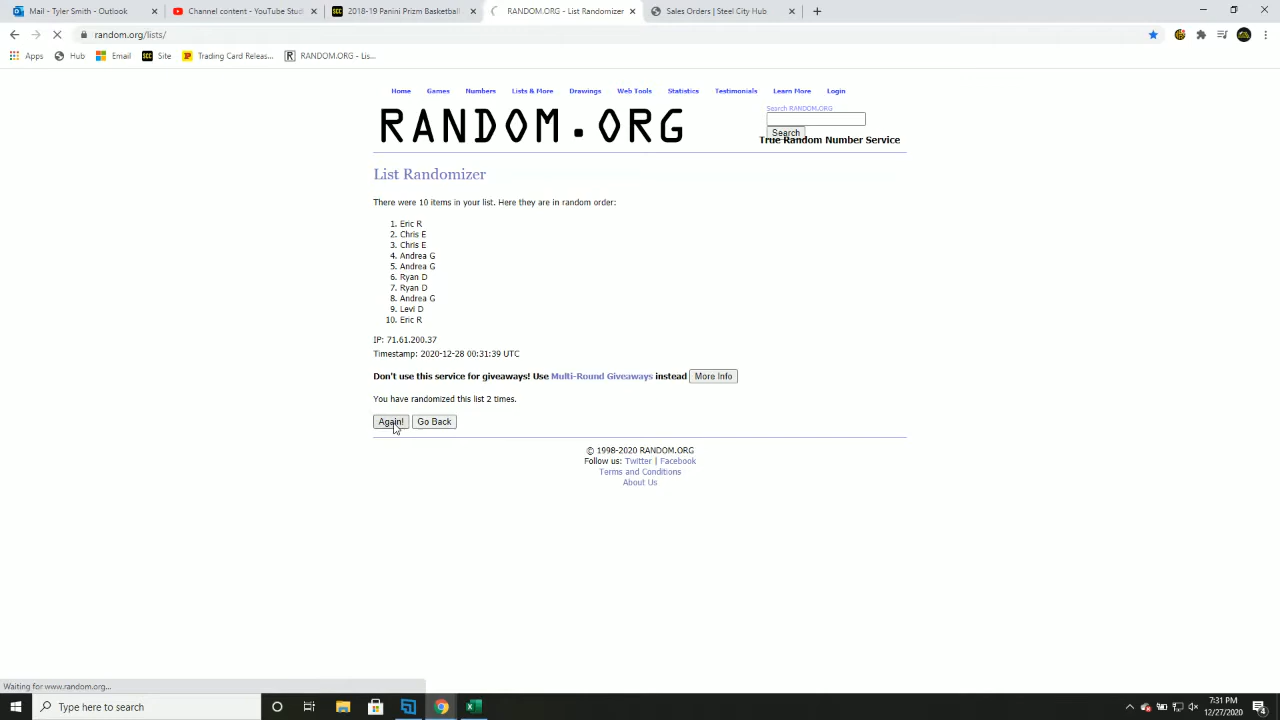 Mail - Tyler Smith - Outlook
Channel content - YouTube Stud
2018-19 Panini Prizm Basketball
RANDOM.ORG - List Randomizer
Sales Orders | Steel City Hub
random.org/lists/
Apps
Hub
Email
Site
Trading Card Releas...
RANDOM.ORG - Lis...
Home Games Numbers Lists & More Drawings Web Tools Statistics Testimonials Learn More Login
RANDOM.ORG
Search RANDOM.ORG
Search
True Random Number Service
List Randomizer
There were 10 items in your list. Here they are in random order:
1. Eric R
2. Chris E
3. Chris E
4. Andrea G
5. Andrea G
6. Ryan D
7. Ryan D
8. Andrea G
9. Levi D
10. Eric R
IP: 71.61.200.37
Timestamp: 2020-12-28 00:31:39 UTC
Don't use this service for giveaways! Use Multi-Round Giveaways instead More Info
You have randomized this list 2 times.
Again! Go Back
© 1998-2020 RANDOM.ORG
Follow us: Twitter | Facebook
Terms and Conditions
About Us
Waiting for www.random.org...
Type here to search
7:31 PM
12/27/2020